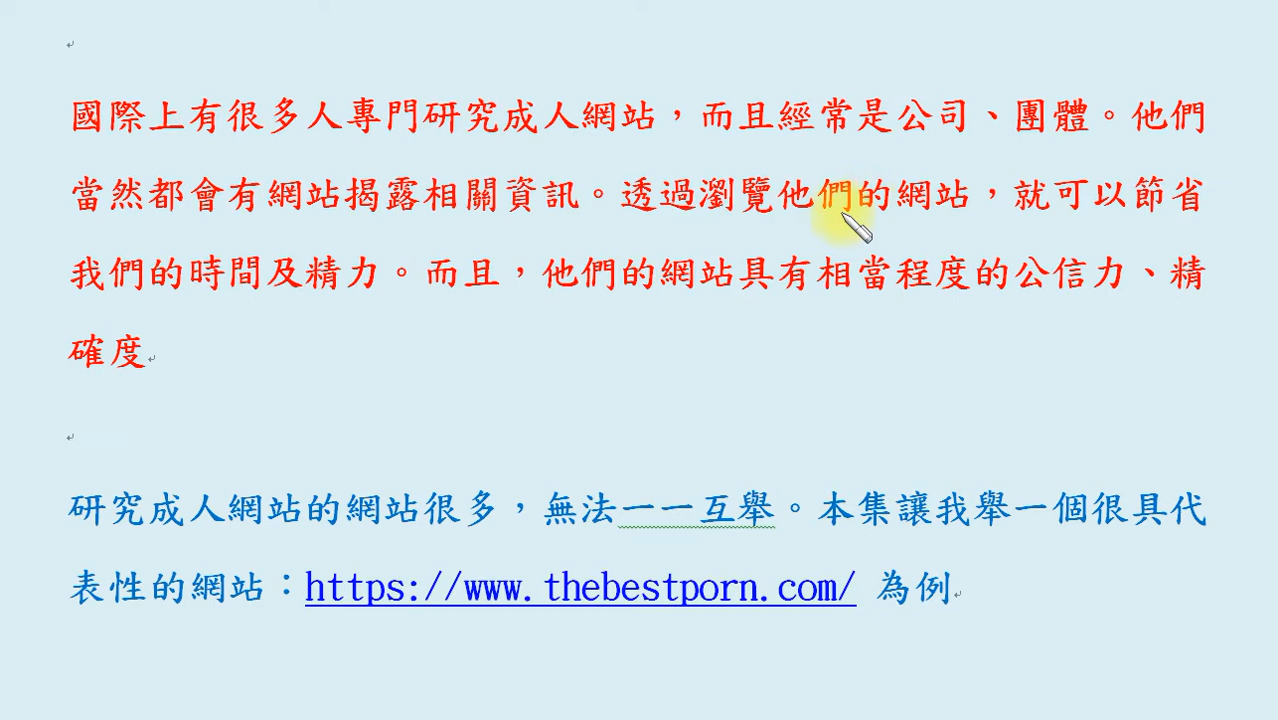 國際上有很多人專門研究成人網站，而且經常是公司、團體。他們
當然都會有網站揭露相關資訊。透過瀏覽他們的網站，就可以節省
我們的時間及精力。而且，他們的網站具有相當程度的公信力、精
確度
研究成人網站的網站很多，無法一一互舉。本集讓我舉一個很具代
表性的網站：https://www.thebestporn.com/ 為例